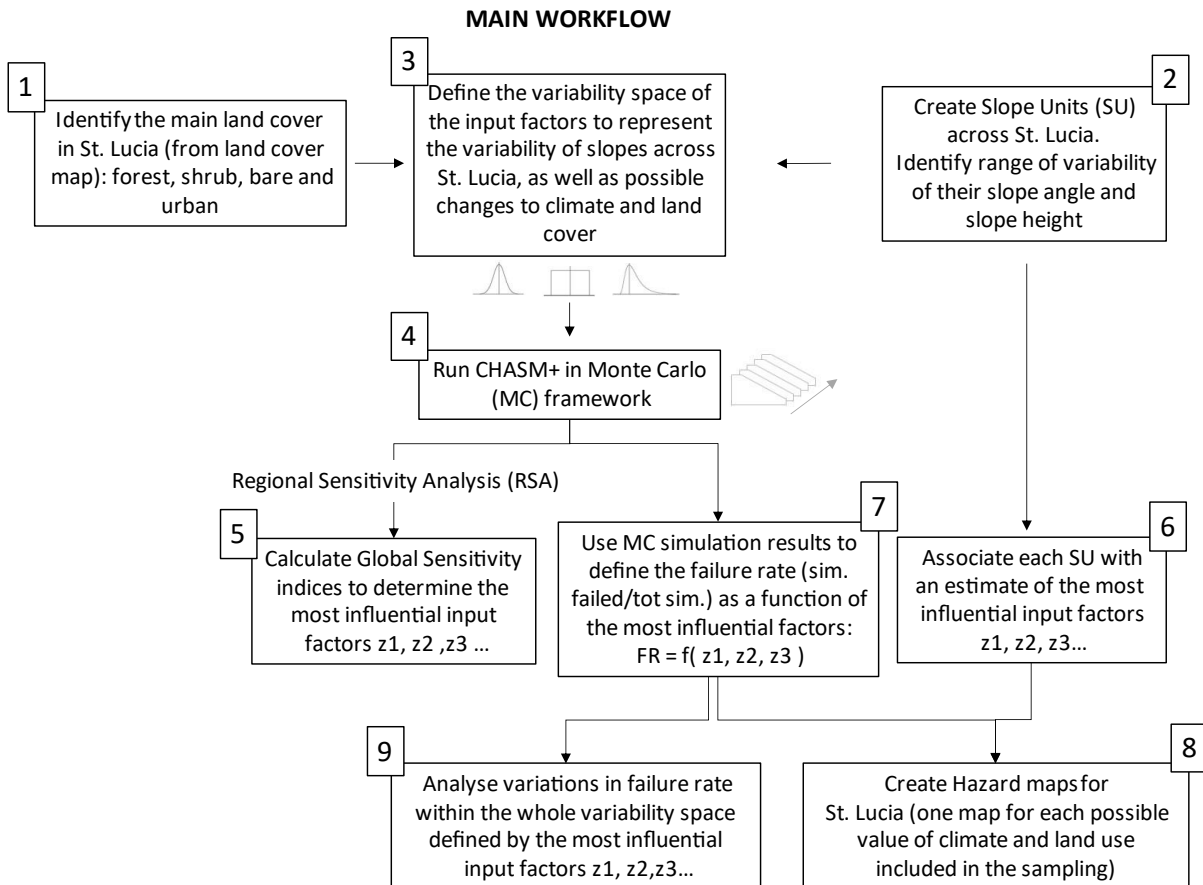 MAIN WORKFLOW
1
Identify the main land cover
in St. Lucia (from land cover
map): forest, shrub, bare and
urban
3
Define the variability space of
the input factors to represent
the variability of slopes across
St. Lucia, as well as possible
changes to climate and land
cover
2
Create Slope Units (SU)
across St. Lucia.
Identify range of variability
of their slope angle and
slope height
4
Run CHASM+ in Monte Carlo
(MC) framework
Regional Sensitivity Analysis (RSA)
5
Calculate Global Sensitivity
indices to determine the
most influential input
factors z1, z2 ,z3 ...
7
Use MC simulation results to
define the failure rate (sim.
failed/tot sim.) as a function of
the most influential factors:
FR = f( z1, z2, z3 )
6
Associate each SU with
an estimate of the most
influential input factors
z1, z2, z3...
9
Analyse variations in failure rate
within the whole variability space
defined by the most influential
input factors z1, z2,z3...
8
Create Hazard maps for
St. Lucia (one map for each possible
value of climate and land use
included in the sampling)